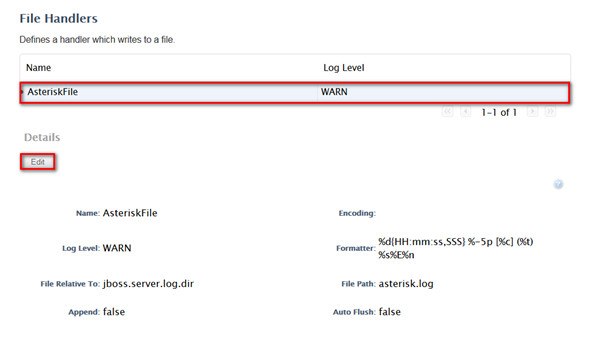 File Handlers
Defines a handler which writes to a file.
Name Log Level
AsteriskFile WARN
1-1 of 1
Details
Edit
Name: AsteriskFile Encoding:
Log Level: WARN Formatter: %d{HH:mm:ss,SSS} %-5p [%c] (%t)
%s%E%n
File Relative To: jboss.server.log.dir File Path: asterisk.log
Append: false Auto Flush: false